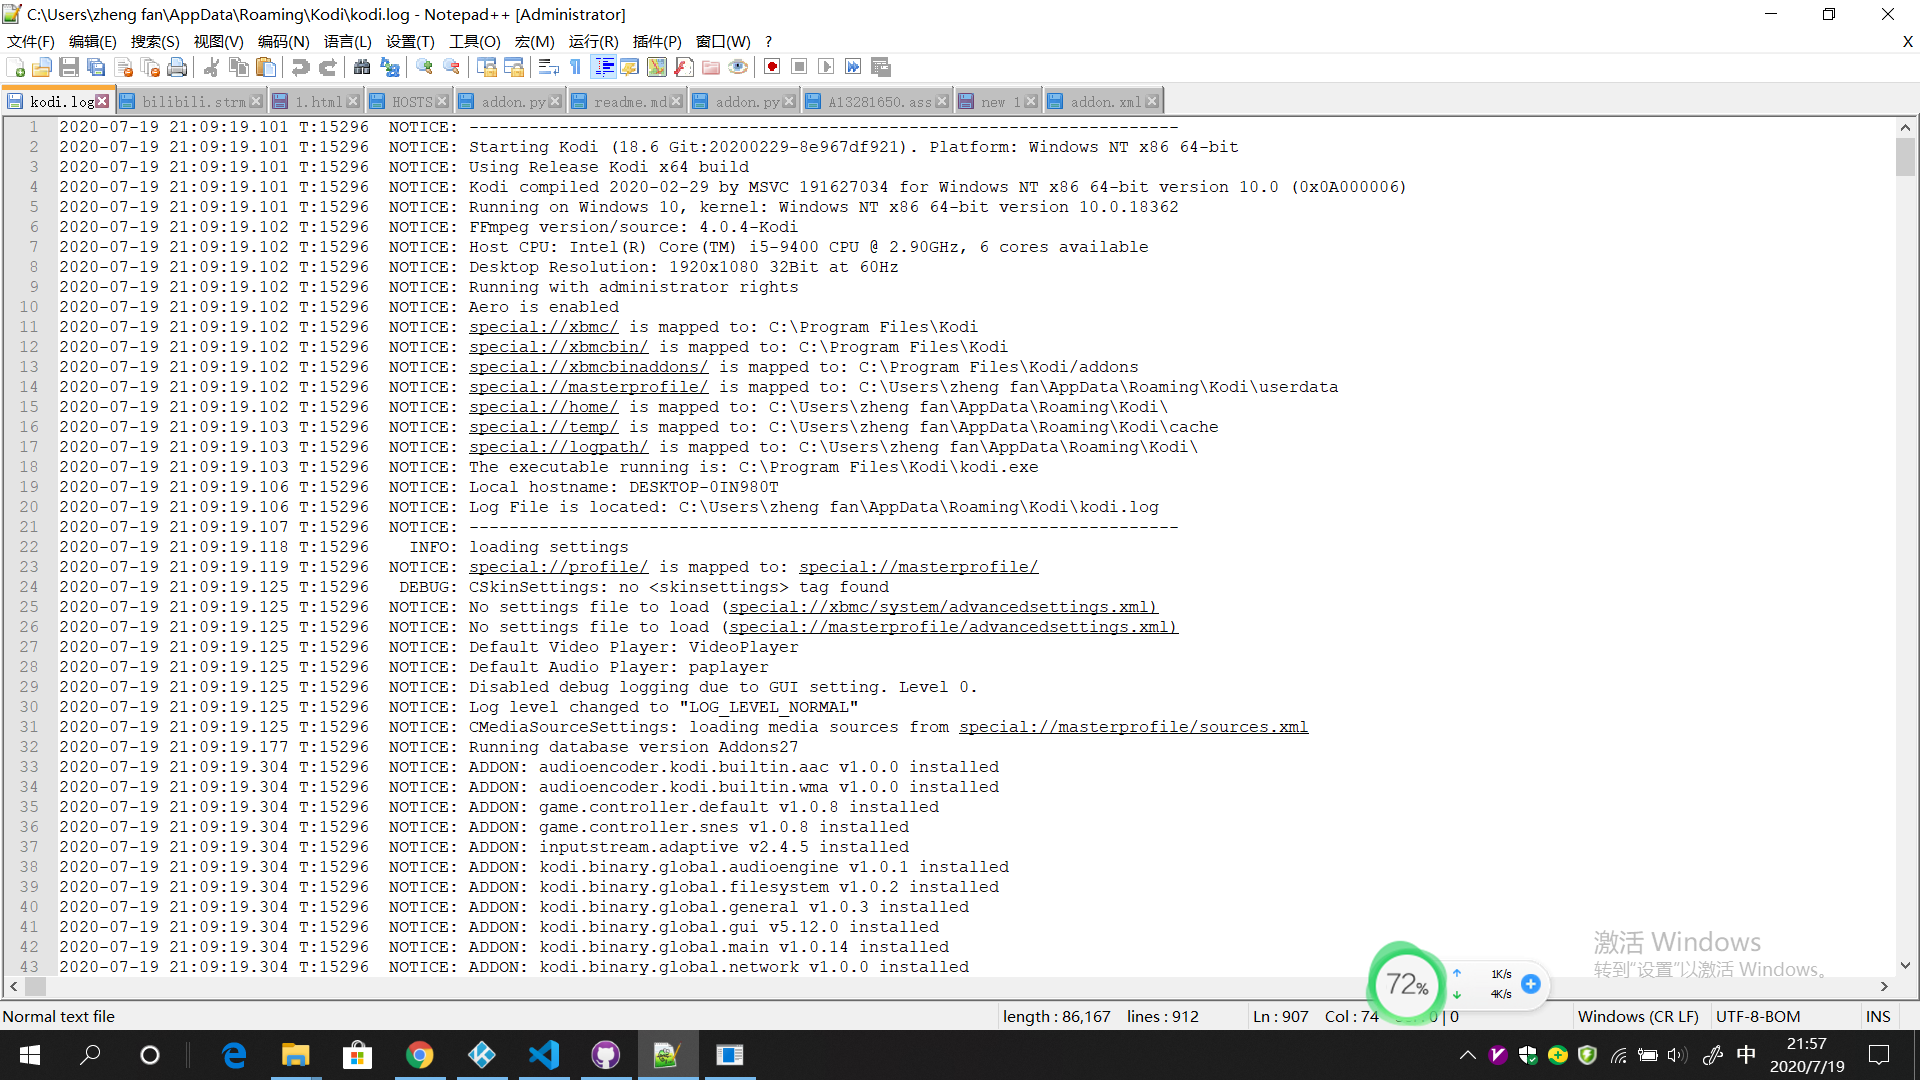 C:\Users\zheng fan\AppData\Roaming\Kodi\kodi.log - Notepad++ [Administrator]
文件(F) 编辑(E) 搜索(S) 视图(V) 编码(N) 语言(L) 设置(T) 工具(O) 宏(M) 运行(R) 插件(P) 窗口(W) ? X
kodi.log bilibili.strm 1.html HOSTS addon.py readme.md addon.py A13281650.ass new 1 addon.xml
1 2020-07-19 21:09:19.101 T:15296 NOTICE: -----------------------------------------------------------------------
2 2020-07-19 21:09:19.101 T:15296 NOTICE: Starting Kodi (18.6 Git:20200229-8e967df921). Platform: Windows NT x86 64-bit
3 2020-07-19 21:09:19.101 T:15296 NOTICE: Using Release Kodi x64 build
4 2020-07-19 21:09:19.101 T:15296 NOTICE: Kodi compiled 2020-02-29 by MSVC 191627034 for Windows NT x86 64-bit version 10.0 (0x0A000006)
5 2020-07-19 21:09:19.101 T:15296 NOTICE: Running on Windows 10, kernel: Windows NT x86 64-bit version 10.0.18362
6 2020-07-19 21:09:19.102 T:15296 NOTICE: FFmpeg version/source: 4.0.4-Kodi
7 2020-07-19 21:09:19.102 T:15296 NOTICE: Host CPU: Intel(R) Core(TM) i5-9400 CPU @ 2.90GHz, 6 cores available
8 2020-07-19 21:09:19.102 T:15296 NOTICE: Desktop Resolution: 1920x1080 32Bit at 60Hz
9 2020-07-19 21:09:19.102 T:15296 NOTICE: Running with administrator rights
10 2020-07-19 21:09:19.102 T:15296 NOTICE: Aero is enabled
11 2020-07-19 21:09:19.102 T:15296 NOTICE: special://xbmc/ is mapped to: C:\Program Files\Kodi
12 2020-07-19 21:09:19.102 T:15296 NOTICE: special://xbmcbin/ is mapped to: C:\Program Files\Kodi
13 2020-07-19 21:09:19.102 T:15296 NOTICE: special://xbmcbinaddons/ is mapped to: C:\Program Files\Kodi/addons
14 2020-07-19 21:09:19.102 T:15296 NOTICE: special://masterprofile/ is mapped to: C:\Users\zheng fan\AppData\Roaming\Kodi\userdata
15 2020-07-19 21:09:19.102 T:15296 NOTICE: special://home/ is mapped to: C:\Users\zheng fan\AppData\Roaming\Kodi\
16 2020-07-19 21:09:19.103 T:15296 NOTICE: special://temp/ is mapped to: C:\Users\zheng fan\AppData\Roaming\Kodi\cache
17 2020-07-19 21:09:19.103 T:15296 NOTICE: special://logpath/ is mapped to: C:\Users\zheng fan\AppData\Roaming\Kodi\
18 2020-07-19 21:09:19.103 T:15296 NOTICE: The executable running is: C:\Program Files\Kodi\kodi.exe
19 2020-07-19 21:09:19.106 T:15296 NOTICE: Local hostname: DESKTOP-0IN980T
20 2020-07-19 21:09:19.106 T:15296 NOTICE: Log File is located: C:\Users\zheng fan\AppData\Roaming\Kodi\kodi.log
21 2020-07-19 21:09:19.107 T:15296 NOTICE: -----------------------------------------------------------------------
22 2020-07-19 21:09:19.118 T:15296 INFO: loading settings
23 2020-07-19 21:09:19.119 T:15296 NOTICE: special://profile/ is mapped to: special://masterprofile/
24 2020-07-19 21:09:19.125 T:15296 DEBUG: CSkinSettings: no <skinsettings> tag found
25 2020-07-19 21:09:19.125 T:15296 NOTICE: No settings file to load (special://xbmc/system/advancedsettings.xml)
26 2020-07-19 21:09:19.125 T:15296 NOTICE: No settings file to load (special://masterprofile/advancedsettings.xml)
27 2020-07-19 21:09:19.125 T:15296 NOTICE: Default Video Player: VideoPlayer
28 2020-07-19 21:09:19.125 T:15296 NOTICE: Default Audio Player: paplayer
29 2020-07-19 21:09:19.125 T:15296 NOTICE: Disabled debug logging due to GUI setting. Level 0.
30 2020-07-19 21:09:19.125 T:15296 NOTICE: Log level changed to "LOG_LEVEL_NORMAL"
31 2020-07-19 21:09:19.125 T:15296 NOTICE: CMediaSourceSettings: loading media sources from special://masterprofile/sources.xml
32 2020-07-19 21:09:19.177 T:15296 NOTICE: Running database version Addons27
33 2020-07-19 21:09:19.304 T:15296 NOTICE: ADDON: audioencoder.kodi.builtin.aac v1.0.0 installed
34 2020-07-19 21:09:19.304 T:15296 NOTICE: ADDON: audioencoder.kodi.builtin.wma v1.0.0 installed
35 2020-07-19 21:09:19.304 T:15296 NOTICE: ADDON: game.controller.default v1.0.8 installed
36 2020-07-19 21:09:19.304 T:15296 NOTICE: ADDON: game.controller.snes v1.0.8 installed
37 2020-07-19 21:09:19.304 T:15296 NOTICE: ADDON: inputstream.adaptive v2.4.5 installed
38 2020-07-19 21:09:19.304 T:15296 NOTICE: ADDON: kodi.binary.global.audioengine v1.0.1 installed
39 2020-07-19 21:09:19.304 T:15296 NOTICE: ADDON: kodi.binary.global.filesystem v1.0.2 installed
40 2020-07-19 21:09:19.304 T:15296 NOTICE: ADDON: kodi.binary.global.general v1.0.3 installed
41 2020-07-19 21:09:19.304 T:15296 NOTICE: ADDON: kodi.binary.global.gui v5.12.0 installed
42 2020-07-19 21:09:19.304 T:15296 NOTICE: ADDON: kodi.binary.global.main v1.0.14 installed
43 2020-07-19 21:09:19.304 T:15296 NOTICE: ADDON: kodi.binary.global.network v1.0.0 installed
激活 Windows
转到"设置"以激活 Windows。
72%
1K/s
4K/s
Normal text file length : 86,167 lines : 912 Ln : 907 Col : 74 0 | 0 Windows (CR LF) UTF-8-BOM INS
中
21:57
2020/7/19